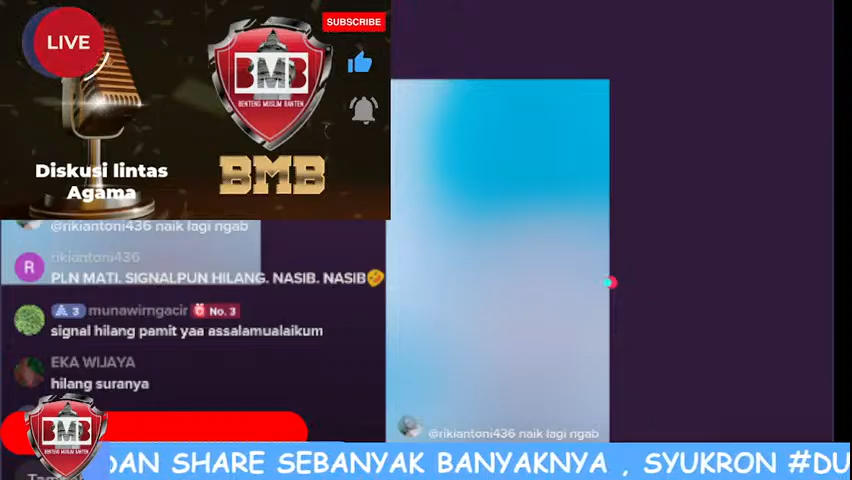 LIVE
SUBSCRIBE
BMB
BENTENG MUSLIM BANTEN
BMB
Diskusi lintas
Agama
@rikiantoni436 naik lagi ngab
R
rikiantoni436
PLN MATI. SIGNALPUN HILANG. NASIB. NASIB🤣
3 munawirngacir No. 3
signal hilang pamit yaa assalamualaikum
EKA WIJAYA
hilang suranya
@rikiantoni436 naik lagi ngab
BMB
DAN SHARE SEBANYAK BANYAKNYA , SYUKRON #DU